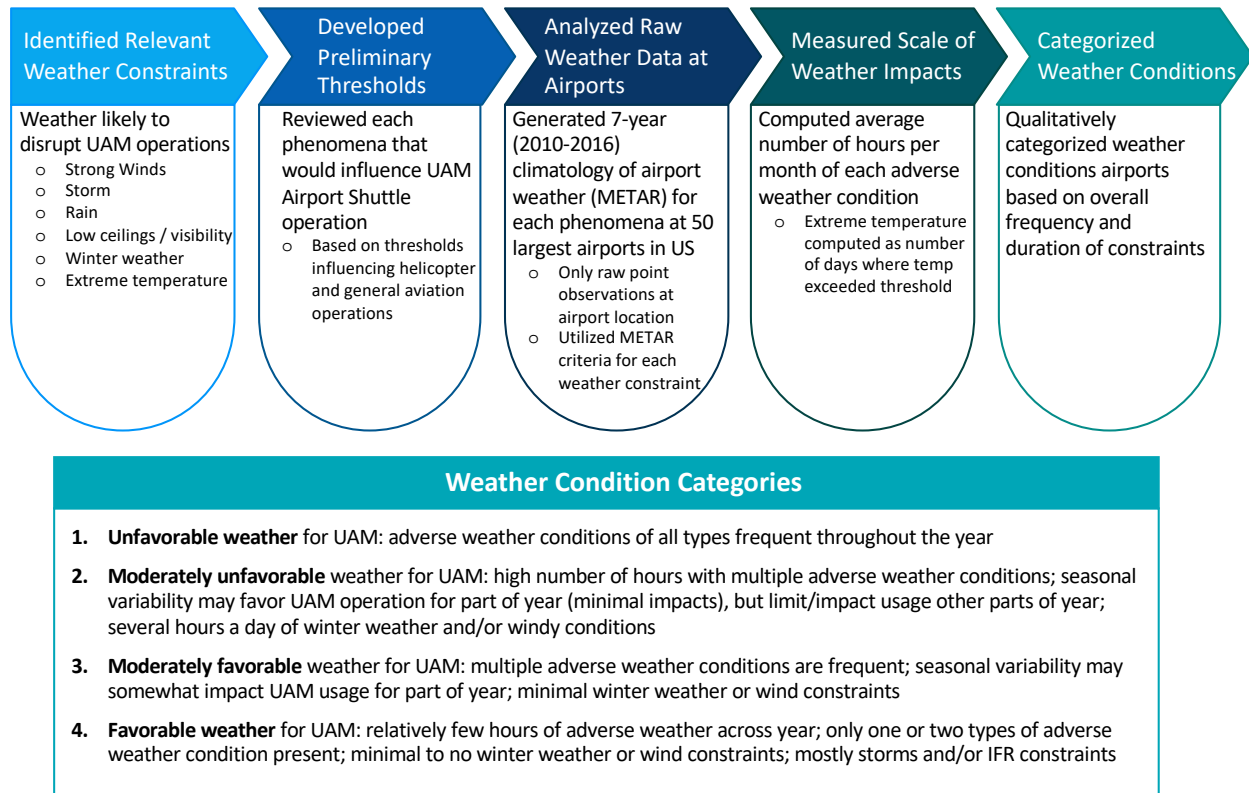 Identified Relevant
Weather Constraints
Weather likely to
disrupt UAM operations
o Strong Winds
o Storm
o Rain
o Low ceilings / visibility
o Winter weather
o Extreme temperature
Developed
Preliminary
Thresholds
Reviewed each
phenomena that
would influence UAM
Airport Shuttle
operation
o Based on thresholds
influencing helicopter
and general aviation
operations
Analyzed Raw
Weather Data at
Airports
Generated 7-year
(2010-2016)
climatology of airport
weather (METAR) for
each phenomena at 50
largest airports in US
o Only raw point
observations at
airport location
o Utilized METAR
criteria for each
weather constraint
Measured Scale of
Weather Impacts
Computed average
number of hours per
month of each adverse
weather condition
o Extreme temperature
computed as number
of days where temp
exceeded threshold
Categorized
Weather Conditions
Qualitatively
categorized weather
conditions airports
based on overall
frequency and
duration of constraints
Weather Condition Categories
1. Unfavorable weather for UAM: adverse weather conditions of all types frequent throughout the year
2. Moderately unfavorable weather for UAM: high number of hours with multiple adverse weather conditions; seasonal
variability may favor UAM operation for part of year (minimal impacts), but limit/impact usage other parts of year;
several hours a day of winter weather and/or windy conditions
3. Moderately favorable weather for UAM: multiple adverse weather conditions are frequent; seasonal variability may
somewhat impact UAM usage for part of year; minimal winter weather or wind constraints
4. Favorable weather for UAM: relatively few hours of adverse weather across year; only one or two types of adverse
weather condition present; minimal to no winter weather or wind constraints; mostly storms and/or IFR constraints